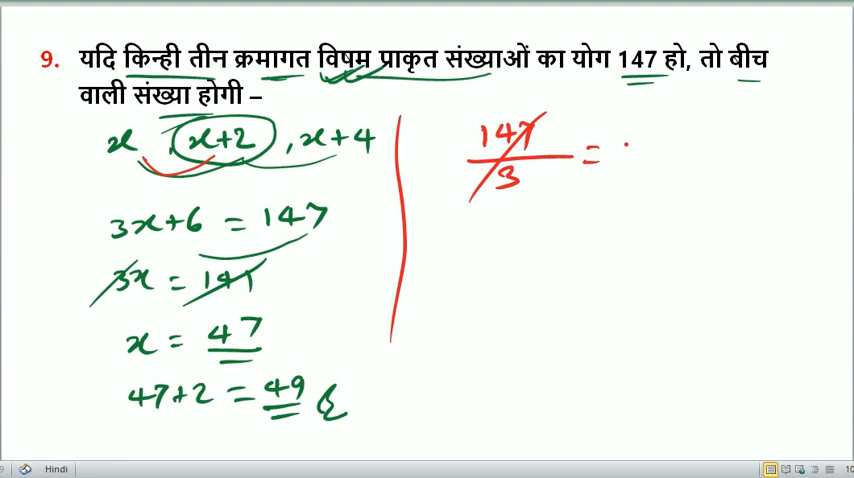 9. यदि किन्ही तीन क्रमागत विषम प्राकृत संख्याओं का योग 147 हो, तो बीच
वाली संख्या होगी –
x , x+2 , x+4
3x+6 = 147
3x = 141
x = 47
47+2 = 49
147
3 =
Hindi